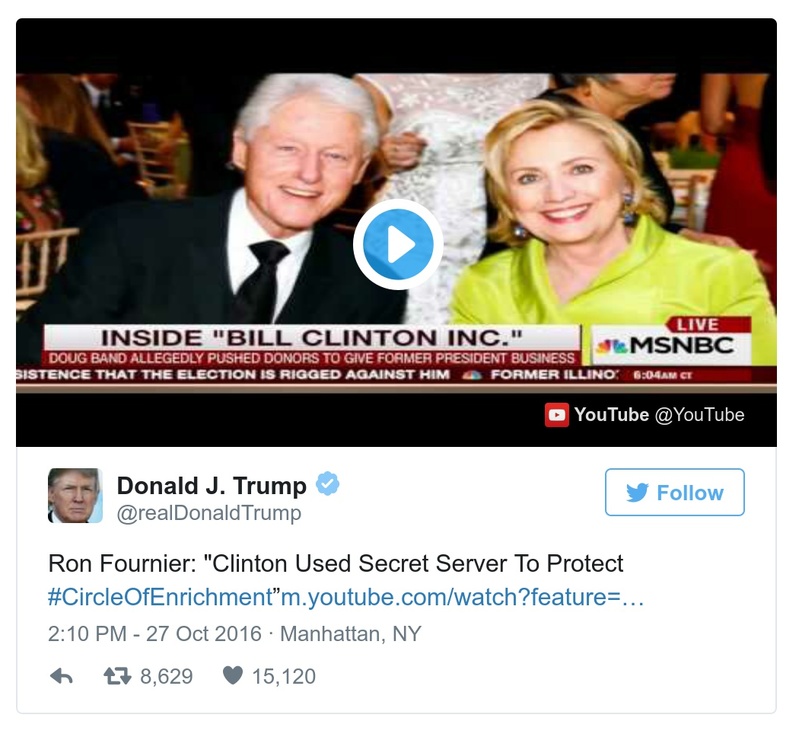 INSIDE "BILL CLINTON INC."
LIVE
MSNBC
DOUG BAND ALLEGEDLY PUSHED DONORS TO GIVE FORMER PRESIDENT BUSINESS
SISTENCE THAT THE ELECTION IS RIGGED AGAINST HIM FORMER ILLINO 6:04AM CT
YouTube @YouTube
Donald J. Trump
@realDonaldTrump
Follow
Ron Fournier: "Clinton Used Secret Server To Protect
#CircleOfEnrichment”m.youtube.com/watch?feature=…
2:10 PM - 27 Oct 2016 · Manhattan, NY
8,629 15,120